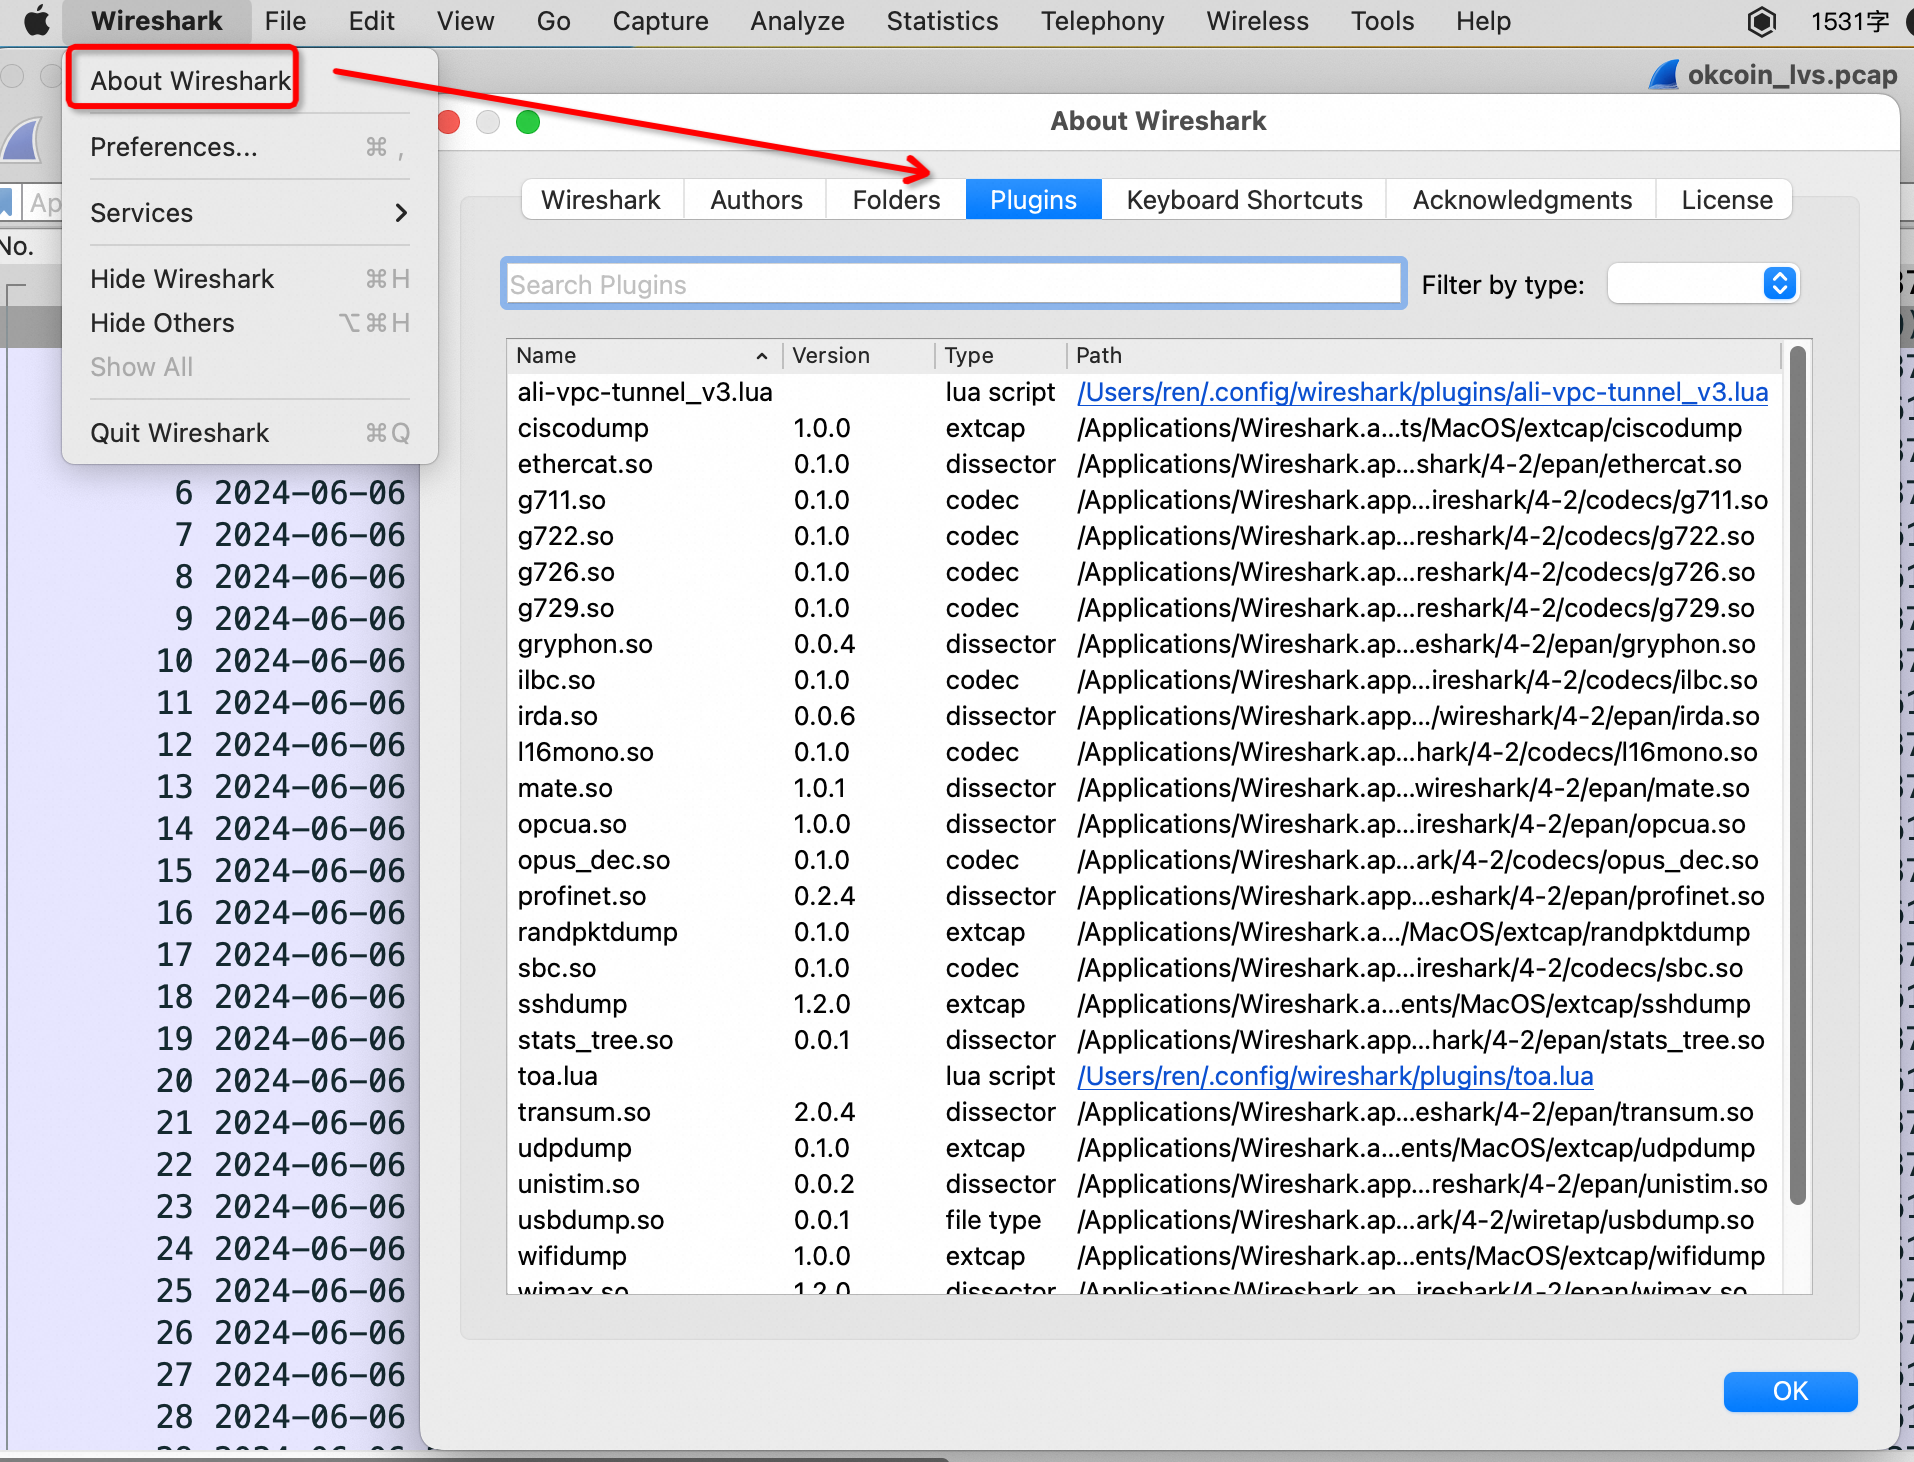 Wireshark File Edit View Go Capture Analyze Statistics Telephony Wireless Tools Help 1531字
About Wireshark
Preferences... ⌘ ,
Services
Hide Wireshark ⌘H
Hide Others ⌥⌘H
Show All
Quit Wireshark ⌘Q
okcoin_lvs.pcap
Ap
No.
About Wireshark
Wireshark Authors Folders Plugins Keyboard Shortcuts Acknowledgments License
Search Plugins Filter by type:
Name Version Type Path
ali-vpc-tunnel_v3.lua lua script /Users/ren/.config/wireshark/plugins/ali-vpc-tunnel_v3.lua
ciscodump 1.0.0 extcap /Applications/Wireshark.a...ts/MacOS/extcap/ciscodump
ethercat.so 0.1.0 dissector /Applications/Wireshark.ap...shark/4-2/epan/ethercat.so
g711.so 0.1.0 codec /Applications/Wireshark.app...ireshark/4-2/codecs/g711.so
g722.so 0.1.0 codec /Applications/Wireshark.ap...reshark/4-2/codecs/g722.so
g726.so 0.1.0 codec /Applications/Wireshark.ap...reshark/4-2/codecs/g726.so
g729.so 0.1.0 codec /Applications/Wireshark.ap...reshark/4-2/codecs/g729.so
gryphon.so 0.0.4 dissector /Applications/Wireshark.ap...eshark/4-2/epan/gryphon.so
ilbc.so 0.1.0 codec /Applications/Wireshark.app...ireshark/4-2/codecs/ilbc.so
irda.so 0.0.6 dissector /Applications/Wireshark.app.../wireshark/4-2/epan/irda.so
l16mono.so 0.1.0 codec /Applications/Wireshark.ap...hark/4-2/codecs/l16mono.so
mate.so 1.0.1 dissector /Applications/Wireshark.ap...wireshark/4-2/epan/mate.so
opcua.so 1.0.0 dissector /Applications/Wireshark.ap...ireshark/4-2/epan/opcua.so
opus_dec.so 0.1.0 codec /Applications/Wireshark.ap...ark/4-2/codecs/opus_dec.so
profinet.so 0.2.4 dissector /Applications/Wireshark.app...eshark/4-2/epan/profinet.so
randpktdump 0.1.0 extcap /Applications/Wireshark.a.../MacOS/extcap/randpktdump
sbc.so 0.1.0 codec /Applications/Wireshark.ap...ireshark/4-2/codecs/sbc.so
sshdump 1.2.0 extcap /Applications/Wireshark.a...ents/MacOS/extcap/sshdump
stats_tree.so 0.0.1 dissector /Applications/Wireshark.app...hark/4-2/epan/stats_tree.so
toa.lua lua script /Users/ren/.config/wireshark/plugins/toa.lua
transum.so 2.0.4 dissector /Applications/Wireshark.ap...eshark/4-2/epan/transum.so
udpdump 0.1.0 extcap /Applications/Wireshark.a...ents/MacOS/extcap/udpdump
unistim.so 0.0.2 dissector /Applications/Wireshark.app...reshark/4-2/epan/unistim.so
usbdump.so 0.0.1 file type /Applications/Wireshark.ap...ark/4-2/wiretap/usbdump.so
wifidump 1.0.0 extcap /Applications/Wireshark.ap...ents/MacOS/extcap/wifidump
wimax.so 1.2.0 dissector /Applications/Wireshark.ap...ireshark/4-2/epan/wimax.so
OK
6 2024-06-06
7 2024-06-06
8 2024-06-06
9 2024-06-06
10 2024-06-06
11 2024-06-06
12 2024-06-06
13 2024-06-06
14 2024-06-06
15 2024-06-06
16 2024-06-06
17 2024-06-06
18 2024-06-06
19 2024-06-06
20 2024-06-06
21 2024-06-06
22 2024-06-06
23 2024-06-06
24 2024-06-06
25 2024-06-06
26 2024-06-06
27 2024-06-06
28 2024-06-06